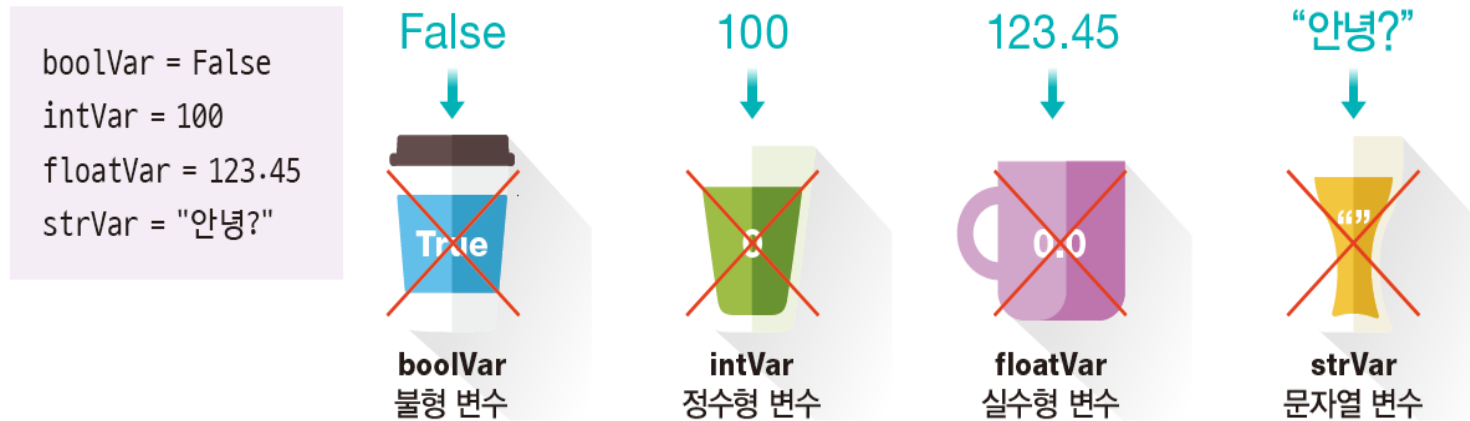 boolVar = False
intVar = 100
floatVar = 123.45
strVar = "안녕?"
False
100
123.45
“안녕?”
True
0
0.0
“”
boolVar
불형 변수
intVar
정수형 변수
floatVar
실수형 변수
strVar
문자열 변수